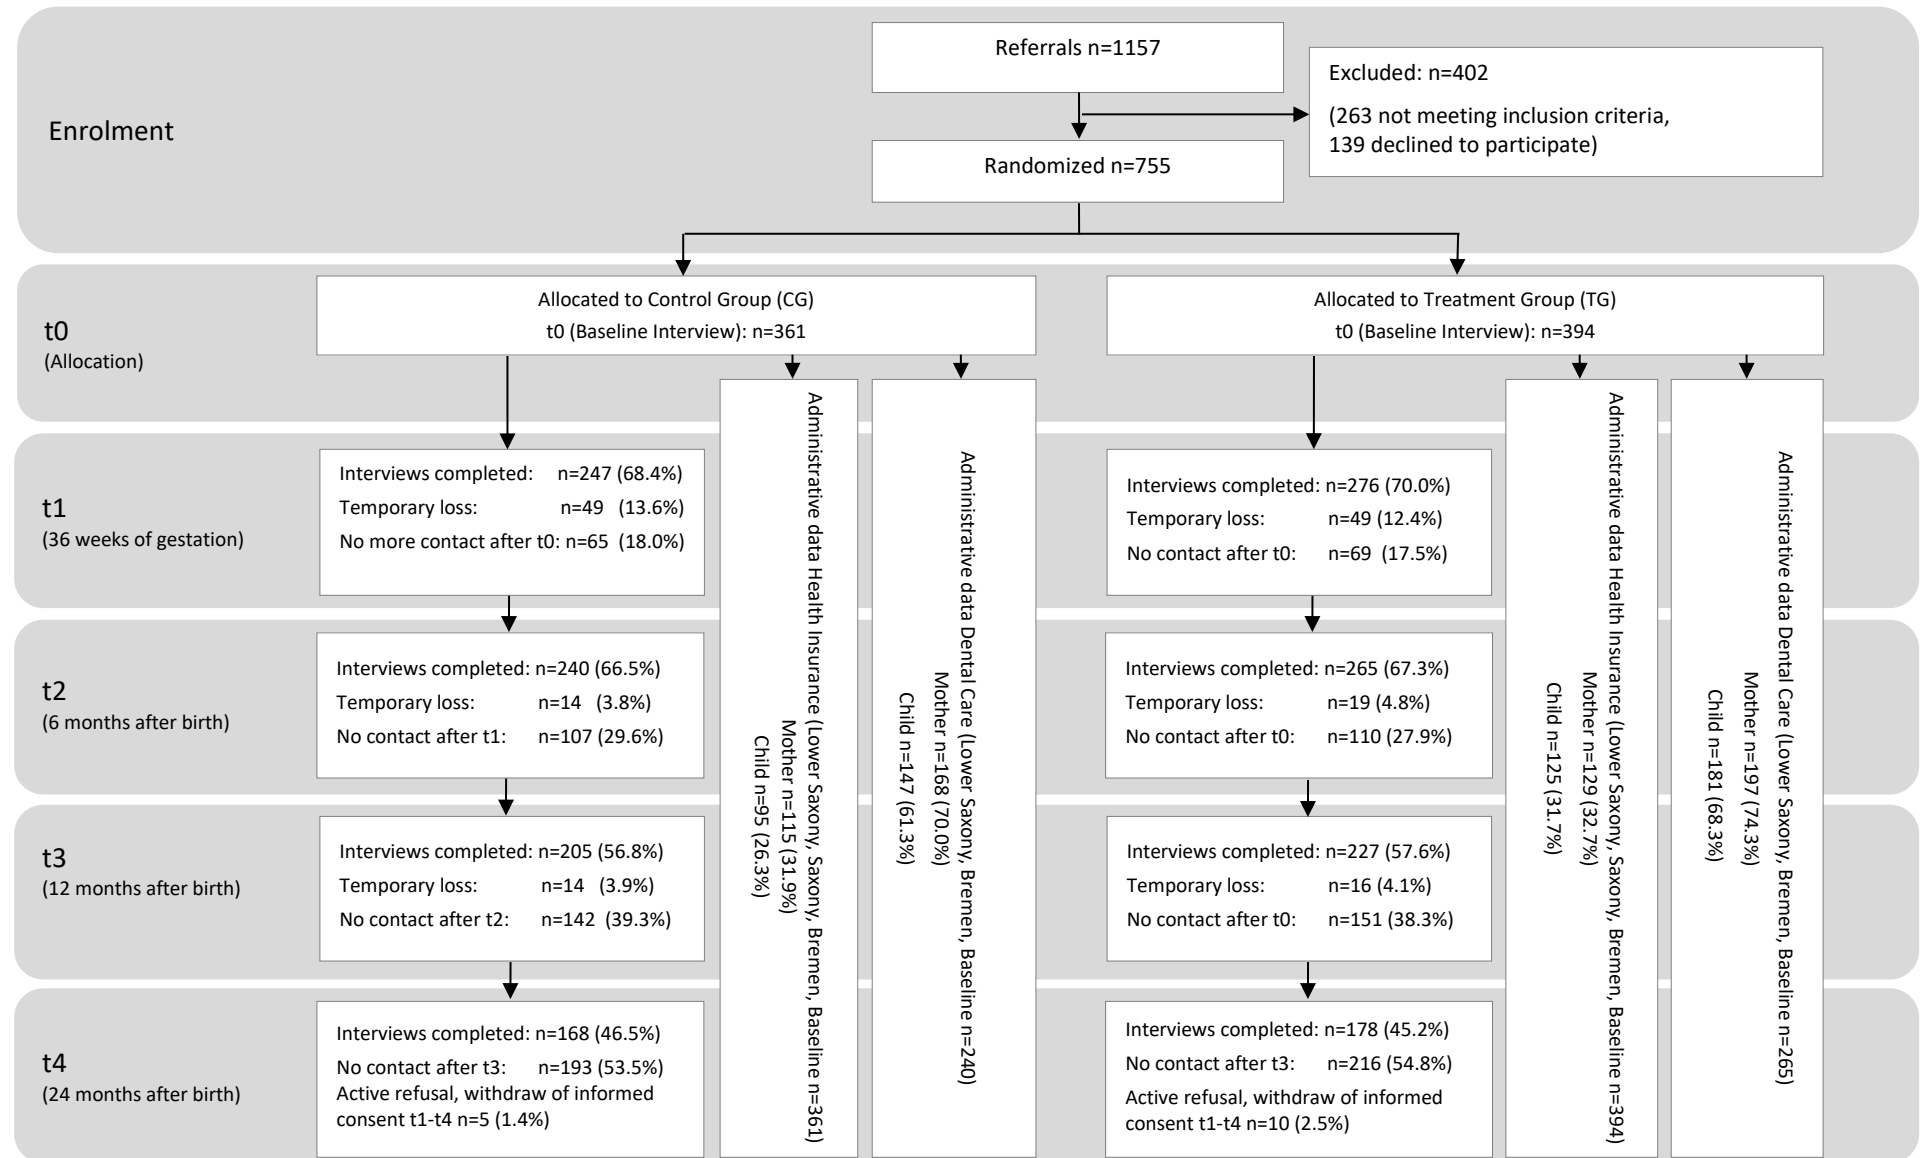 Enrolment
Referrals n=1157
Excluded: n=402
(263 not meeting inclusion criteria,
139 declined to participate)
Randomized n=755
t0
(Allocation)
Allocated to Control Group (CG)
t0 (Baseline Interview): n=361
Allocated to Treatment Group (TG)
t0 (Baseline Interview): n=394
t1
(36 weeks of gestation)
Interviews completed: n=247 (68.4%)
Temporary loss: n=49 (13.6%)
No more contact after t0: n=65 (18.0%)
Interviews completed: n=276 (70.0%)
Temporary loss: n=49 (12.4%)
No contact after t0: n=69 (17.5%)
t2
(6 months after birth)
Interviews completed: n=240 (66.5%)
Temporary loss: n=14 (3.8%)
No contact after t1: n=107 (29.6%)
Interviews completed: n=265 (67.3%)
Temporary loss: n=19 (4.8%)
No contact after t0: n=110 (27.9%)
t3
(12 months after birth)
Interviews completed: n=205 (56.8%)
Temporary loss: n=14 (3.9%)
No contact after t2: n=142 (39.3%)
Interviews completed: n=227 (57.6%)
Temporary loss: n=16 (4.1%)
No contact after t0: n=151 (38.3%)
t4
(24 months after birth)
Interviews completed: n=168 (46.5%)
No contact after t3: n=193 (53.5%)
Active refusal, withdraw of informed
consent t1-t4 n=5 (1.4%)
Interviews completed: n=178 (45.2%)
No contact after t3: n=216 (54.8%)
Active refusal, withdraw of informed
consent t1-t4 n=10 (2.5%)
Administrative data Health Insurance (Lower Saxony, Saxony, Bremen, Baseline n=361)
Mother n=115 (31.9%)
Child n=95 (26.3%)
Administrative data Dental Care (Lower Saxony, Bremen, Baseline n=240)
Mother n=168 (70.0%)
Child n=147 (61.3%)
Administrative data Health Insurance (Lower Saxony, Saxony, Bremen, Baseline n=394)
Mother n=129 (32.7%)
Child n=125 (31.7%)
Administrative data Dental Care (Lower Saxony, Bremen, Baseline n=265)
Mother n=197 (74.3%)
Child n=181 (68.3%)